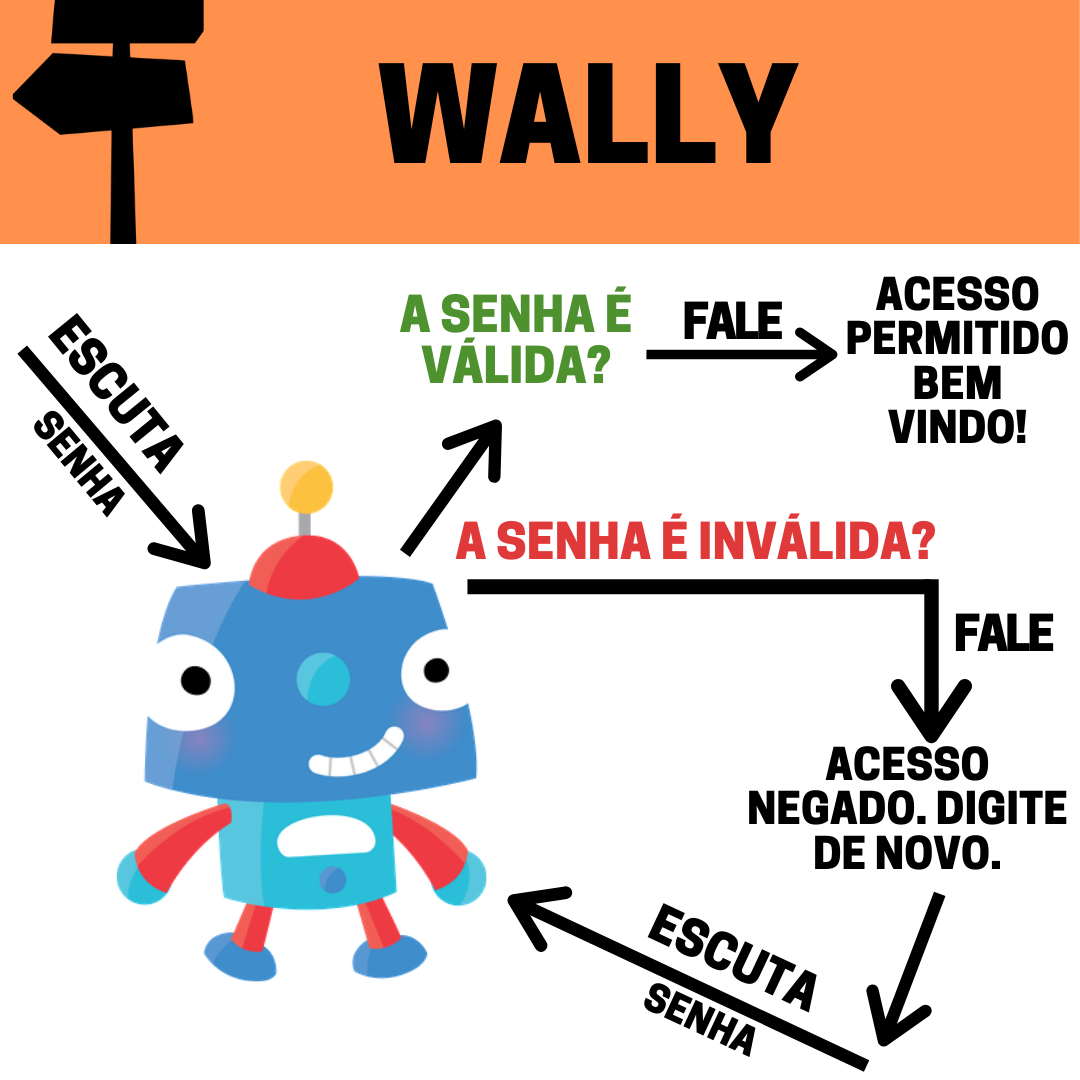 WALLY
ESCUTA
SENHA
A SENHA É
VÁLIDA?
FALE
ACESSO
PERMITIDO
BEM
VINDO!
A SENHA É INVÁLIDA?
FALE
ACESSO
NEGADO. DIGITE
DE NOVO.
ESCUTA
SENHA